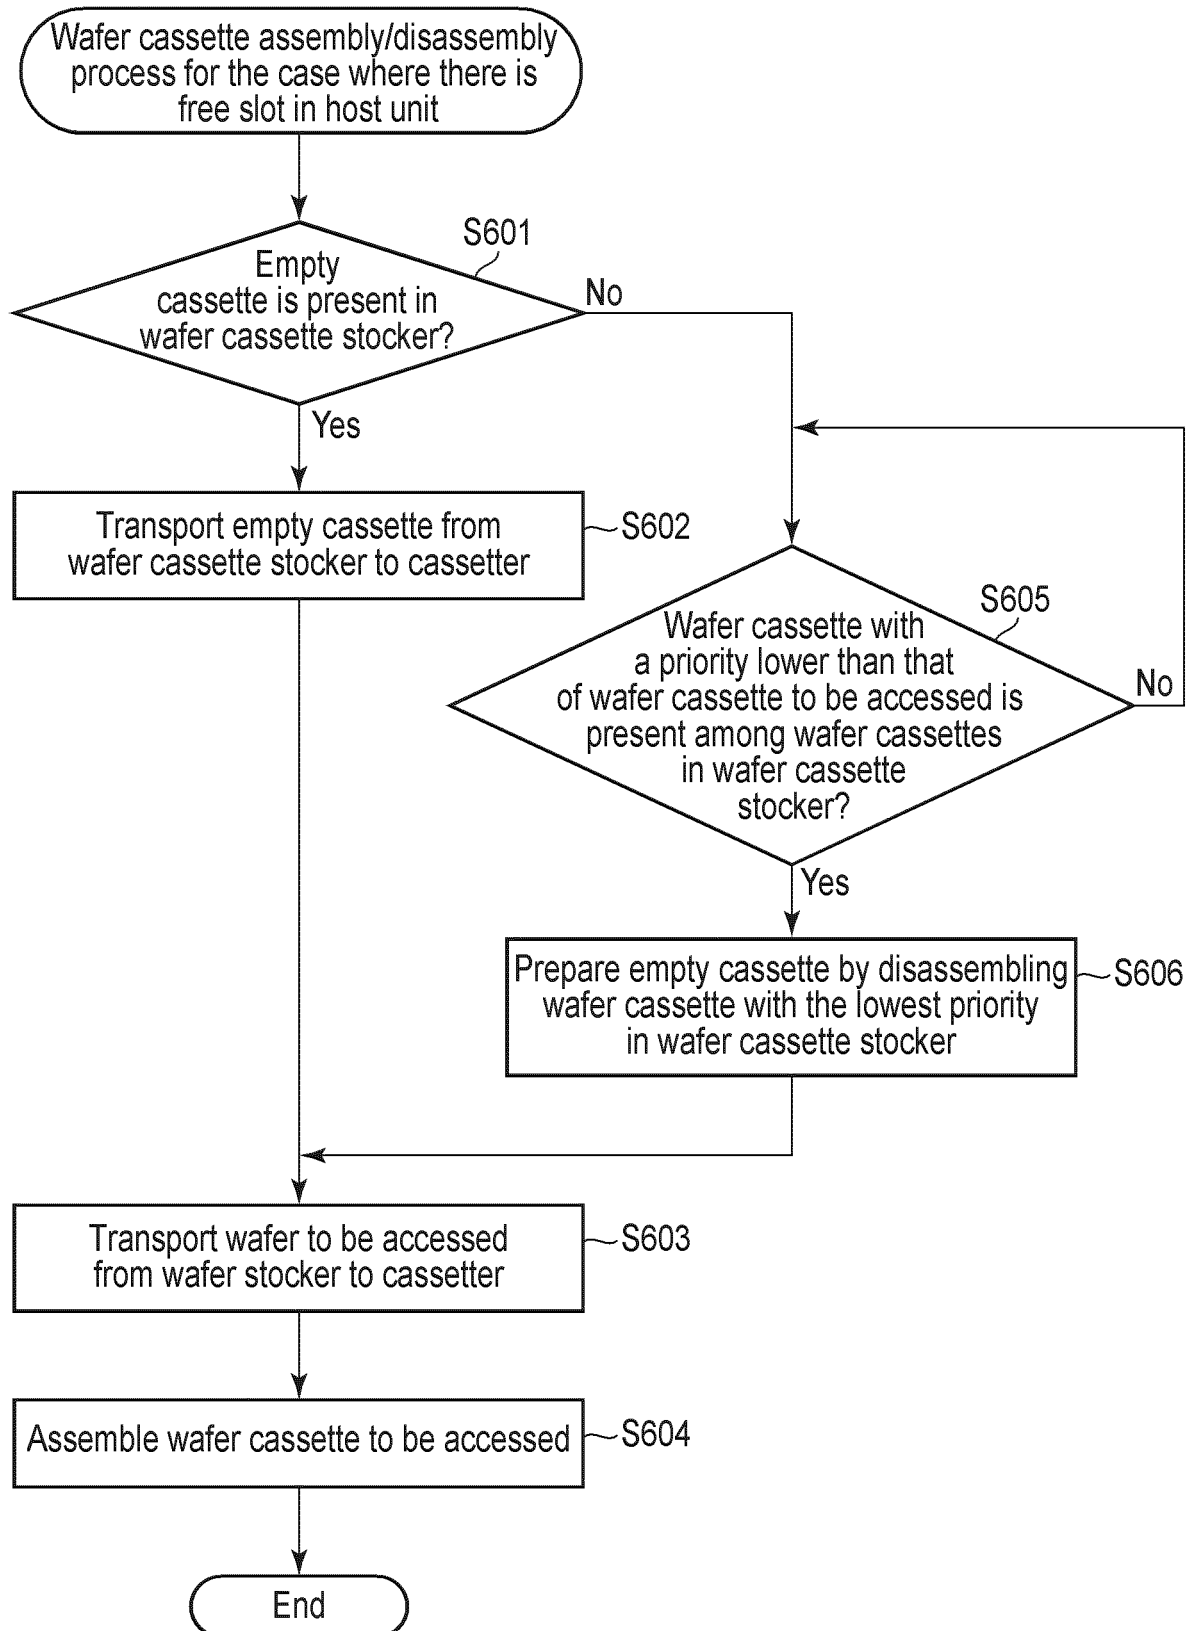 Wafer cassette assembly/disassembly
process for the case where there is
free slot in host unit
S601
Empty
cassette is present in
wafer cassette stocker?
No
Yes
Transport empty cassette from
wafer cassette stocker to cassetter
S602
S605
Wafer cassette with
a priority lower than that
of wafer cassette to be accessed is
present among wafer cassettes
in wafer cassette
stocker?
No
Yes
Prepare empty cassette by disassembling
wafer cassette with the lowest priority
in wafer cassette stocker
S606
Transport wafer to be accessed
from wafer stocker to cassetter
S603
Assemble wafer cassette to be accessed
S604
End